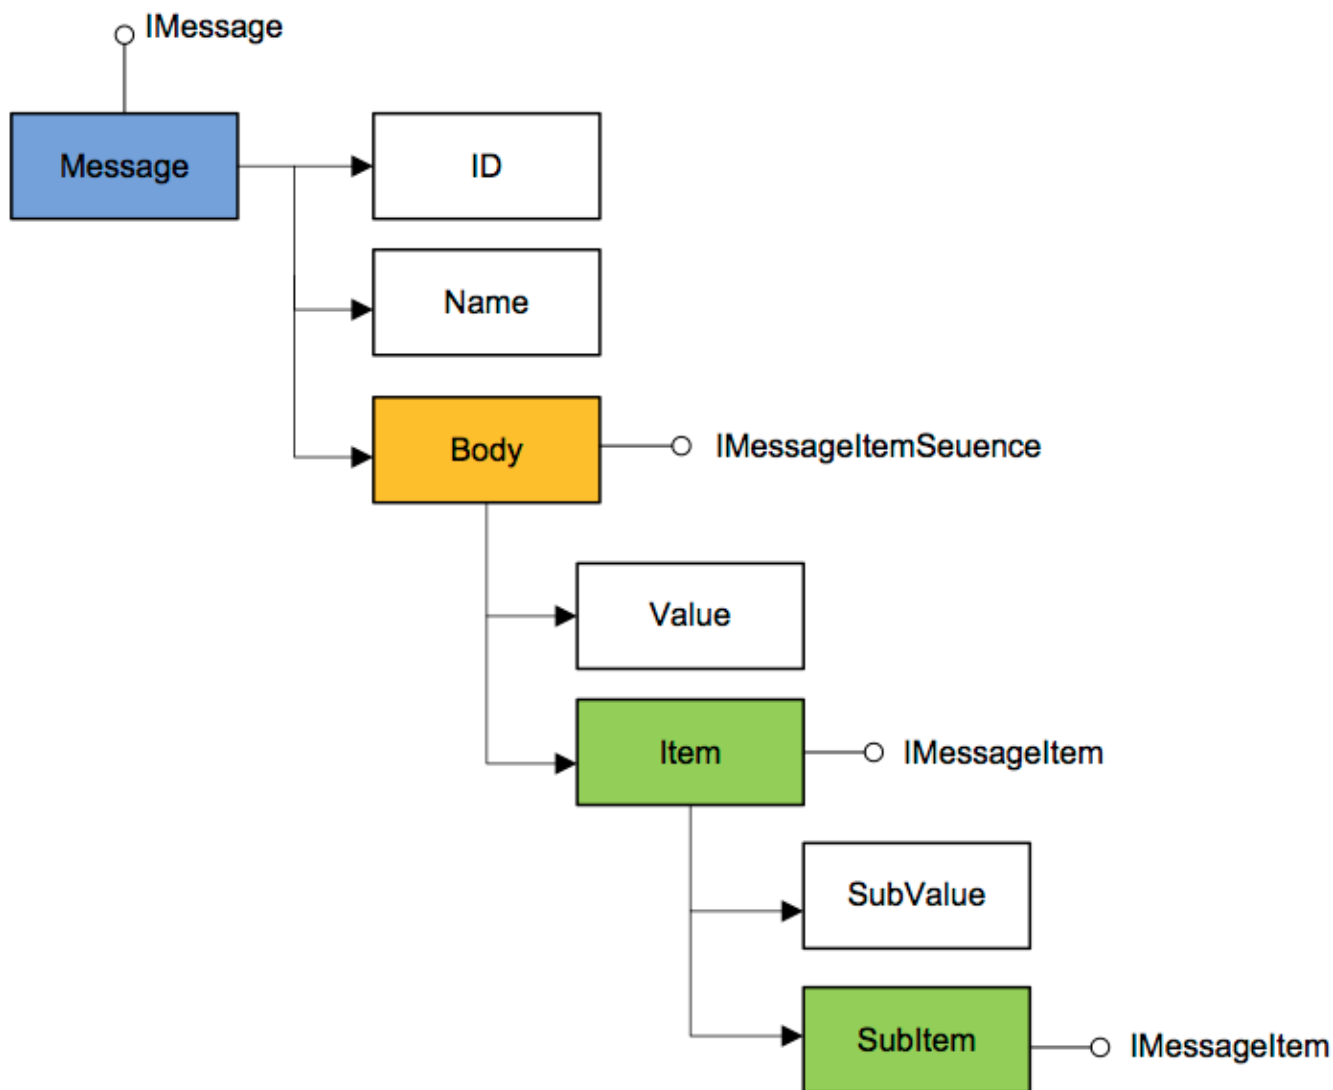 IMessage
Message
ID
Name
Body
IMessageItemSeuence
Value
Item
IMessageItem
SubValue
SubItem
IMessageItem